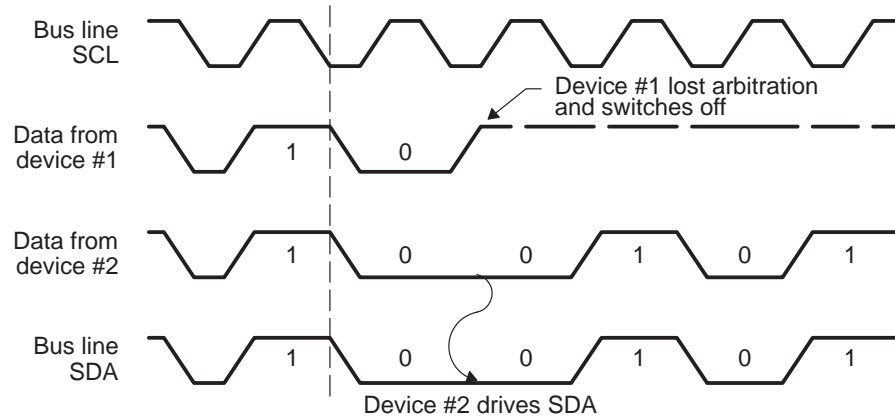 Bus line
SCL
Device #1 lost arbitration
and switches off
Data from
device #1
1 0
Data from
device #2
1 0 0 1 0 1
Bus line
SDA
1 0 0 1 0 1
Device #2 drives SDA